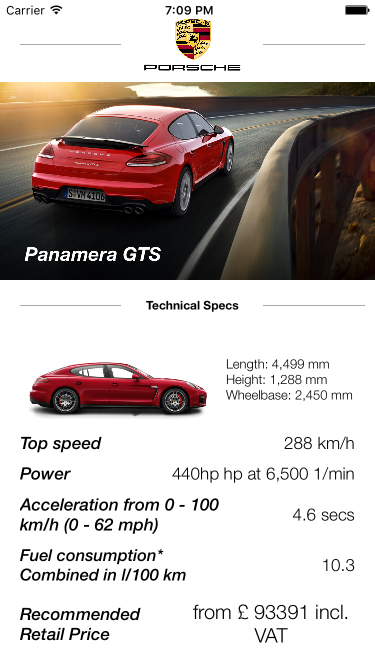 Carrier 7:09 PM
PORSCHE
S·VW 4108
Panamera GTS
Technical Specs
Length: 4,499 mm
Height: 1,288 mm
Wheelbase: 2,450 mm
Top speed 288 km/h
Power 440hp hp at 6,500 1/min
Acceleration from 0 - 100
km/h (0 - 62 mph) 4.6 secs
Fuel consumption*
Combined in l/100 km 10.3
Recommended from £ 93391 incl.
Retail Price VAT